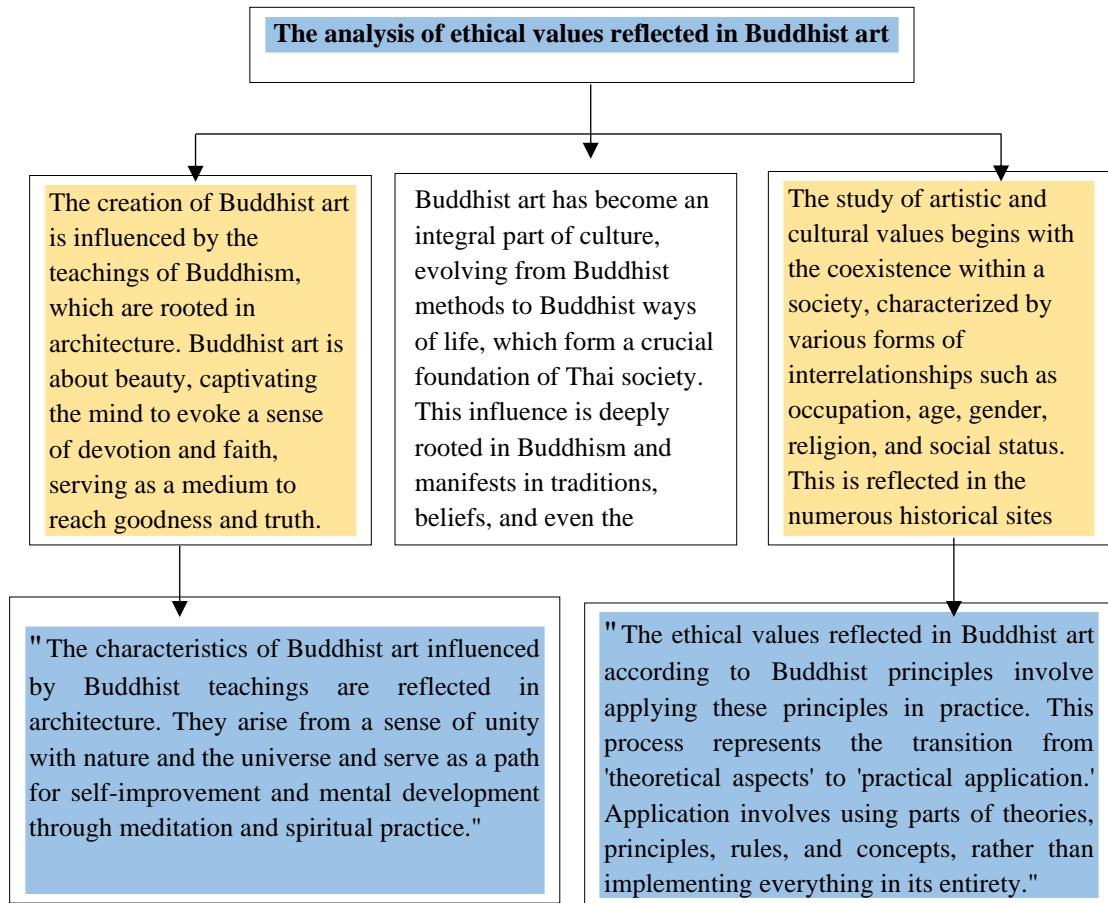 The analysis of ethical values reflected in Buddhist art
The creation of Buddhist art
is influenced by the
teachings of Buddhism,
which are rooted in
architecture. Buddhist art is
about beauty, captivating
the mind to evoke a sense
of devotion and faith,
serving as a medium to
reach goodness and truth.
Buddhist art has become an
integral part of culture,
evolving from Buddhist
methods to Buddhist ways
of life, which form a crucial
foundation of Thai society.
This influence is deeply
rooted in Buddhism and
manifests in traditions,
beliefs, and even the
The study of artistic and
cultural values begins with
the coexistence within a
society, characterized by
various forms of
interrelationships such as
occupation, age, gender,
religion, and social status.
This is reflected in the
numerous historical sites
" The characteristics of Buddhist art influenced
by Buddhist teachings are reflected in
architecture. They arise from a sense of unity
with nature and the universe and serve as a path
for self-improvement and mental development
through meditation and spiritual practice."
" The ethical values reflected in Buddhist art
according to Buddhist principles involve
applying these principles in practice. This
process represents the transition from
'theoretical aspects' to 'practical application.'
Application involves using parts of theories,
principles, rules, and concepts, rather than
implementing everything in its entirety."